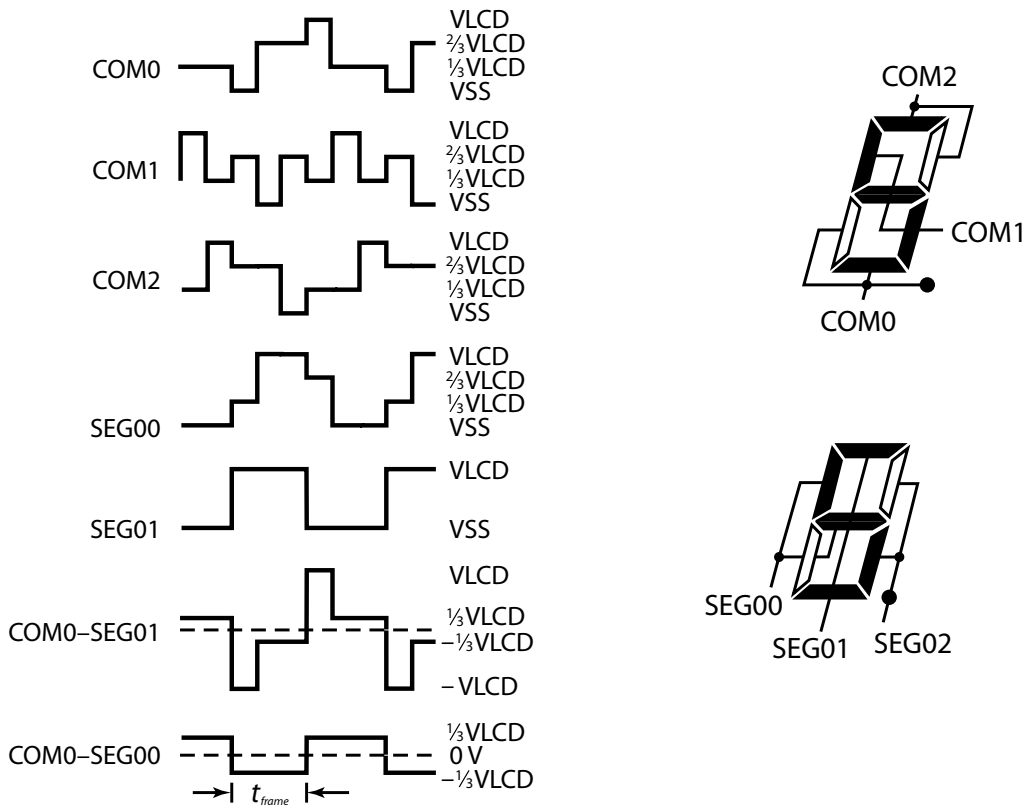 COM0
VLCD
⅔VLCD
⅓VLCD
VSS
COM1
VLCD
⅔VLCD
⅓VLCD
VSS
COM2
VLCD
⅔VLCD
⅓VLCD
VSS
SEG00
VLCD
⅔VLCD
⅓VLCD
VSS
SEG01
VLCD
VSS
COM0–SEG01
VLCD
⅓VLCD
–⅓VLCD
– VLCD
COM0–SEG00
⅓VLCD
0 V
–⅓VLCD
tframe
COM2
COM1
COM0
SEG00
SEG01
SEG02